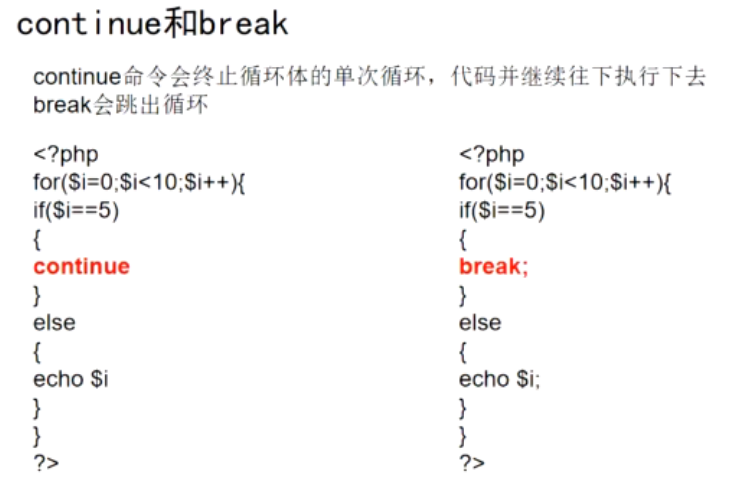 continue和break
continue命令会终止循环体的单次循环，代码并继续往下执行下去
break会跳出循环
<?php
for($i=0;$i<10;$i++){
if($i==5)
{
continue
}
else
{
echo $i
}
}
?>
<?php
for($i=0;$i<10;$i++){
if($i==5)
{
break;
}
else
{
echo $i;
}
}
?>